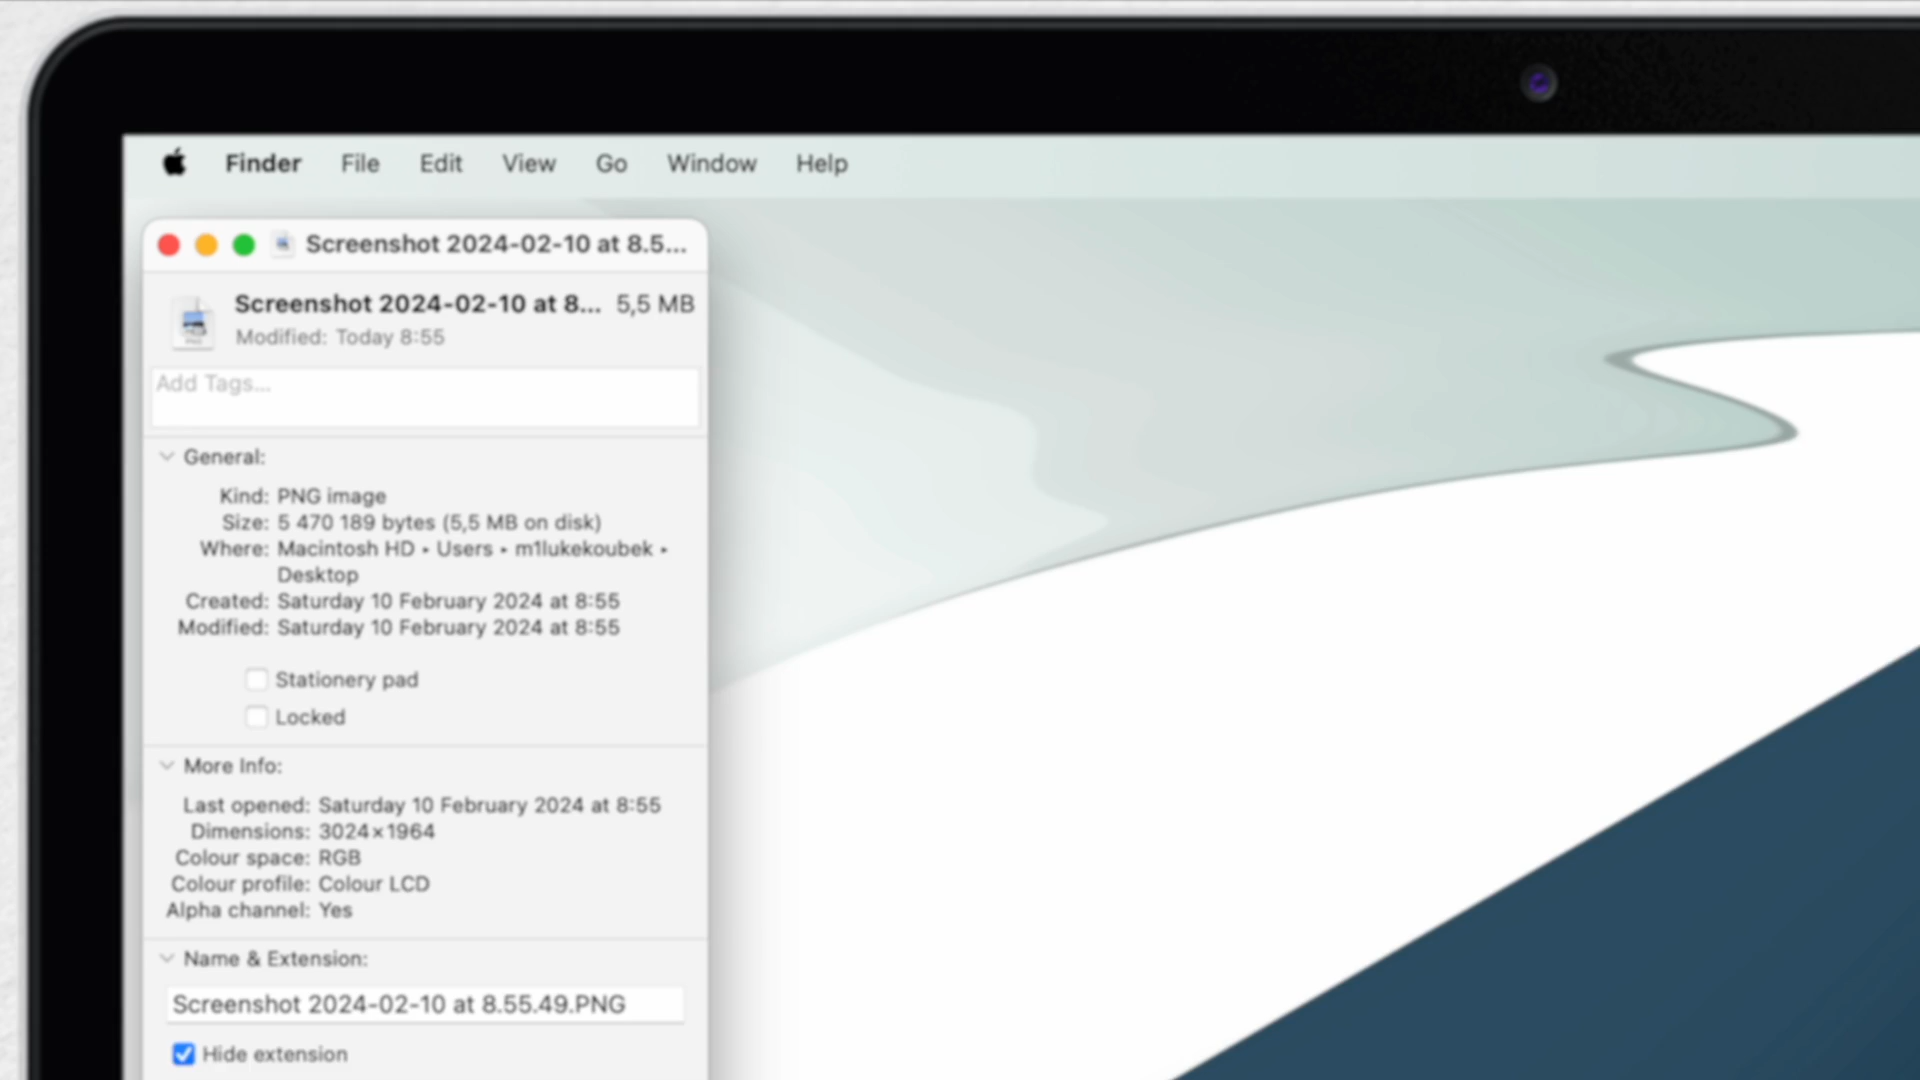 Finder File Edit View Go Window Help
Screenshot 2024-02-10 at 8.5...
Screenshot 2024-02-10 at 8... 5,5 MB
Modified: Today 8:55
Add Tags...
General:
Kind: PNG image
Size: 5 470 189 bytes (5,5 MB on disk)
Where: Macintosh HD ▸ Users ▸ m1lukekoubek ▸
Desktop
Created: Saturday 10 February 2024 at 8:55
Modified: Saturday 10 February 2024 at 8:55
Stationery pad
Locked
More Info:
Last opened: Saturday 10 February 2024 at 8:55
Dimensions: 3024×1964
Colour space: RGB
Colour profile: Colour LCD
Alpha channel: Yes
Name & Extension:
Screenshot 2024-02-10 at 8.55.49.PNG
Hide extension